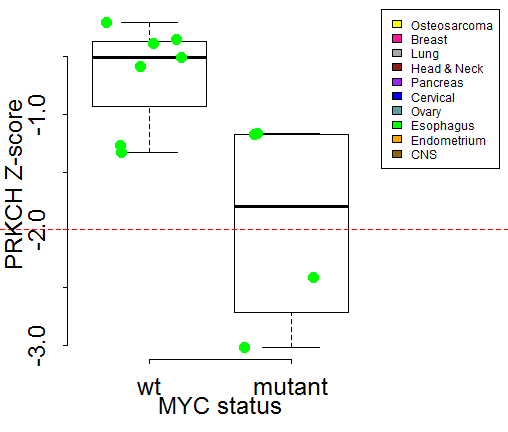 Osteosarcoma
Breast
Lung
Head & Neck
Pancreas
Cervical
Ovary
Esophagus
Endometrium
CNS
PRKCH Z-score
-1.0
-2.0
-3.0
wt mutant
MYC status